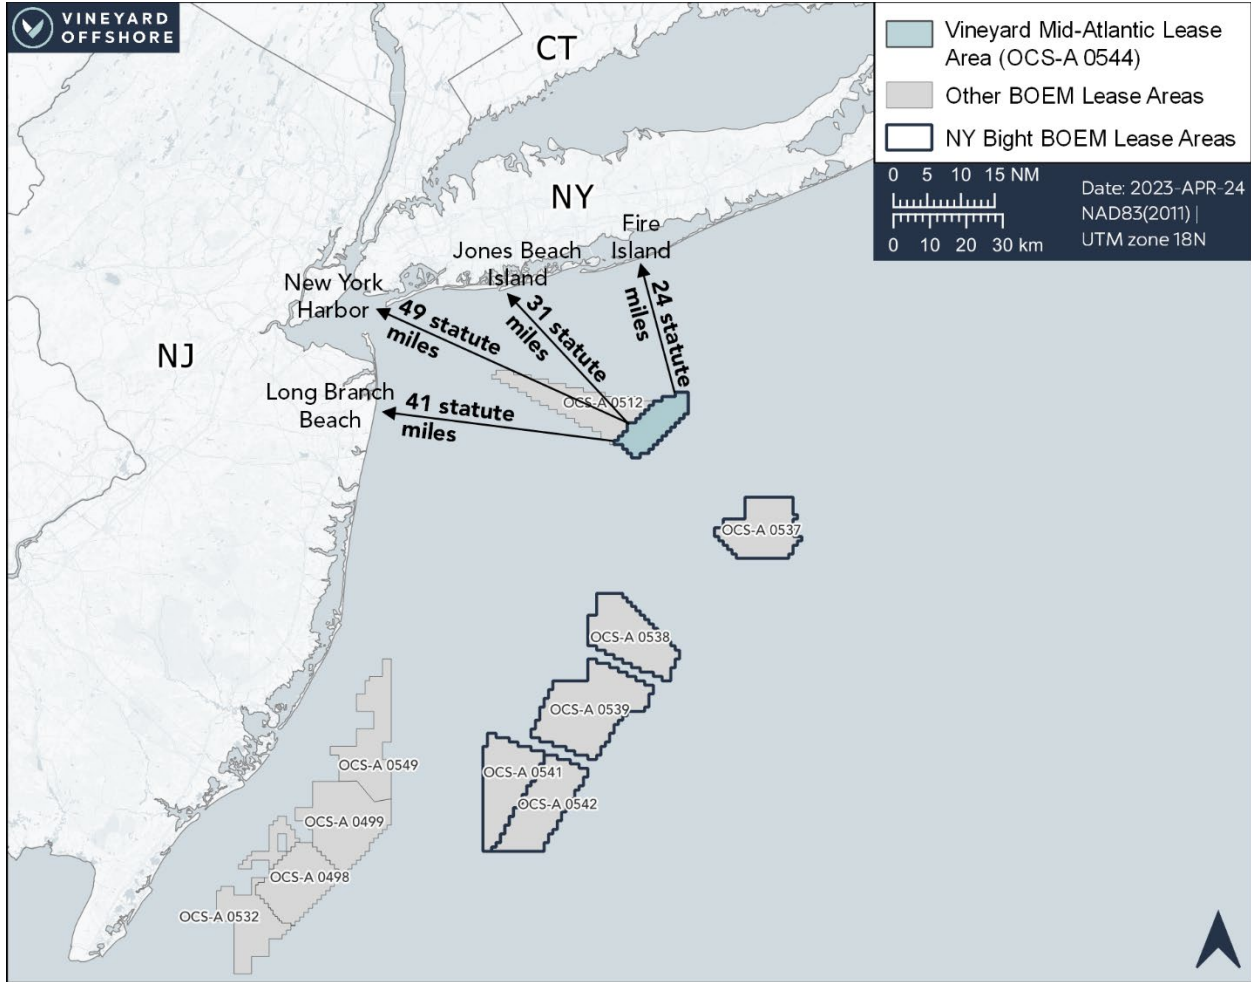 VINEYARD
OFFSHORE
CT
Vineyard Mid-Atlantic Lease
Area (OCS-A 0544)
Other BOEM Lease Areas
NY Bight BOEM Lease Areas
0 5 10 15 NM
0 10 20 30 km
Date: 2023-APR-24
NAD83(2011) |
UTM zone 18N
NY
Fire
Island
Jones Beach
Island
New York
Harbor
24 statute
miles
31 statute
miles
49 statute
miles
NJ
Long Branch
Beach
41 statute
miles
OCS-A 0512
OCS-A 0537
OCS-A 0538
OCS-A 0539
OCS-A 0549
OCS-A 0541
OCS-A 0542
OCS-A 0499
OCS-A 0498
OCS-A 0532